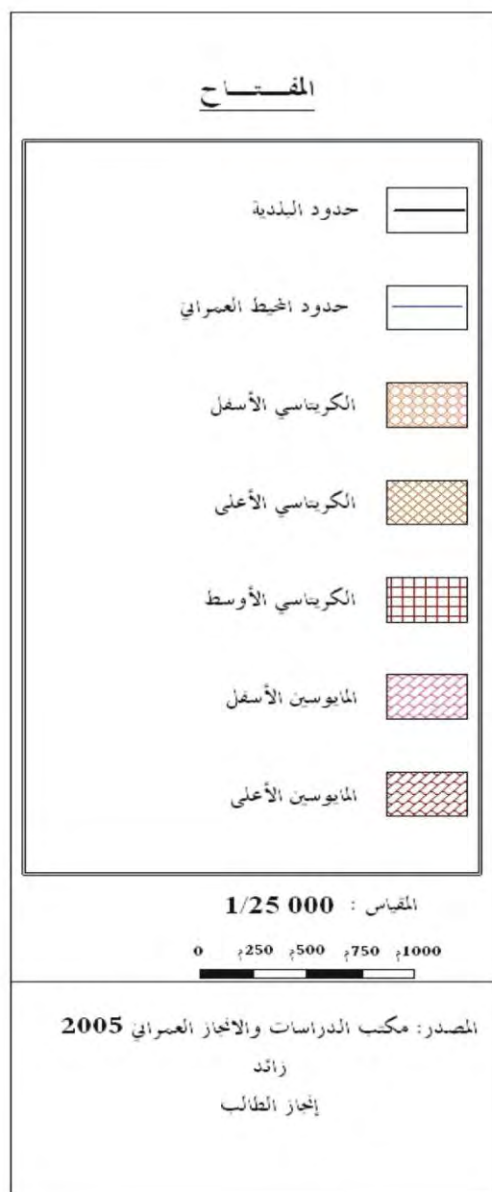 المفـــتـــاح
حدود البلدية
حدود المحيط العمراني
الكريتاسي الأسفل
الكريتاسي الأعلى
الكريتاسي الأوسط
المايوسين الأسفل
المايوسين الأعلى
المقياس : 1/25 000
0 250م 500م 750م 1000م
المصدر: مكتب الدراسات والانجاز العمراني 2005
زائد
إنجاز الطالب